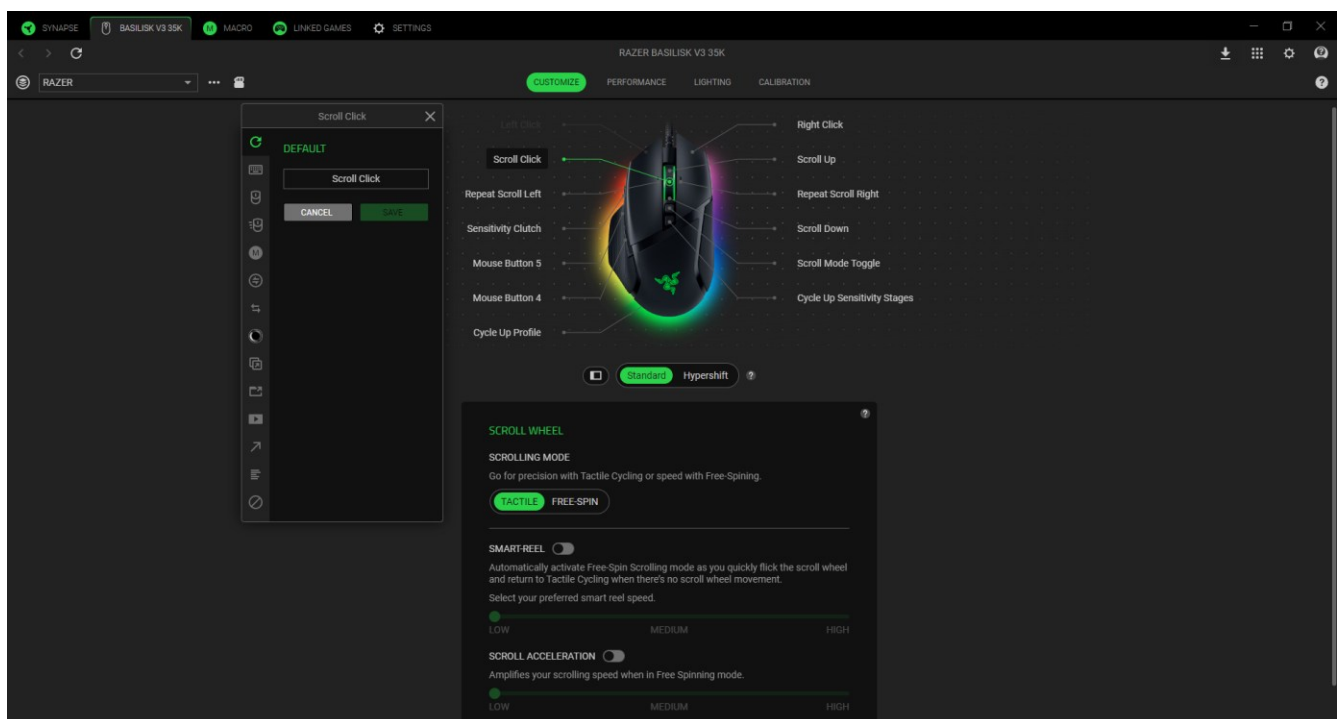 SYNAPSE BASILISK V3 35K MACRO LINKED GAMES SETTINGS
RAZER BASILISK V3 35K
RAZER CUSTOMIZE PERFORMANCE LIGHTING CALIBRATION
Scroll Click
DEFAULT
Scroll Click
CANCEL SAVE
Left Click Right Click
Scroll Click Scroll Up
Repeat Scroll Left Repeat Scroll Right
Sensitivity Clutch Scroll Down
Mouse Button 5 Scroll Mode Toggle
Mouse Button 4 Cycle Up Sensitivity Stages
Cycle Up Profile
Standard Hypershift ?
SCROLL WHEEL
SCROLLING MODE
Go for precision with Tactile Cycling or speed with Free-Spining.
TACTILE FREE-SPIN
SMART-REEL
Automatically activate Free-Spin Scrolling mode as you quickly flick the scroll wheel
and return to Tactile Cycling when there's no scroll wheel movement.
Select your preferred smart reel speed.
LOW MEDIUM HIGH
SCROLL ACCELERATION
Amplifies your scrolling speed when in Free Spinning mode.
LOW MEDIUM HIGH